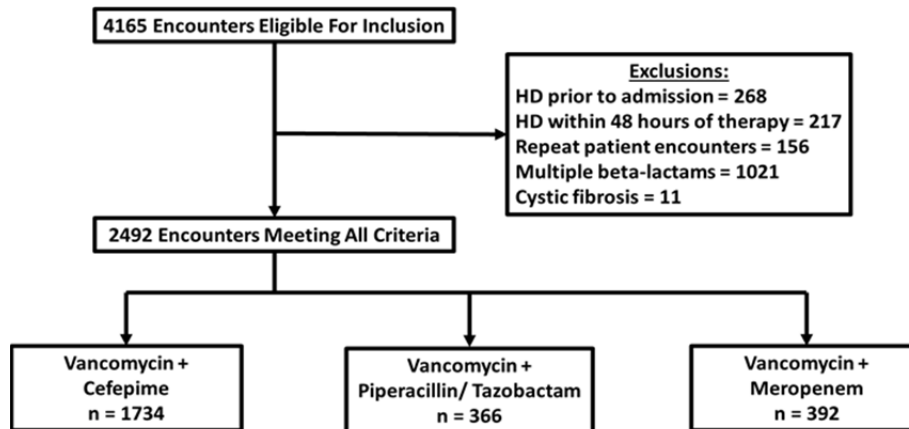 4165 Encounters Eligible For Inclusion
Exclusions:
HD prior to admission = 268
HD within 48 hours of therapy = 217
Repeat patient encounters = 156
Multiple beta-lactams = 1021
Cystic fibrosis = 11
2492 Encounters Meeting All Criteria
Vancomycin +
Cefepime
n = 1734
Vancomycin +
Piperacillin/ Tazobactam
n = 366
Vancomycin +
Meropenem
n = 392